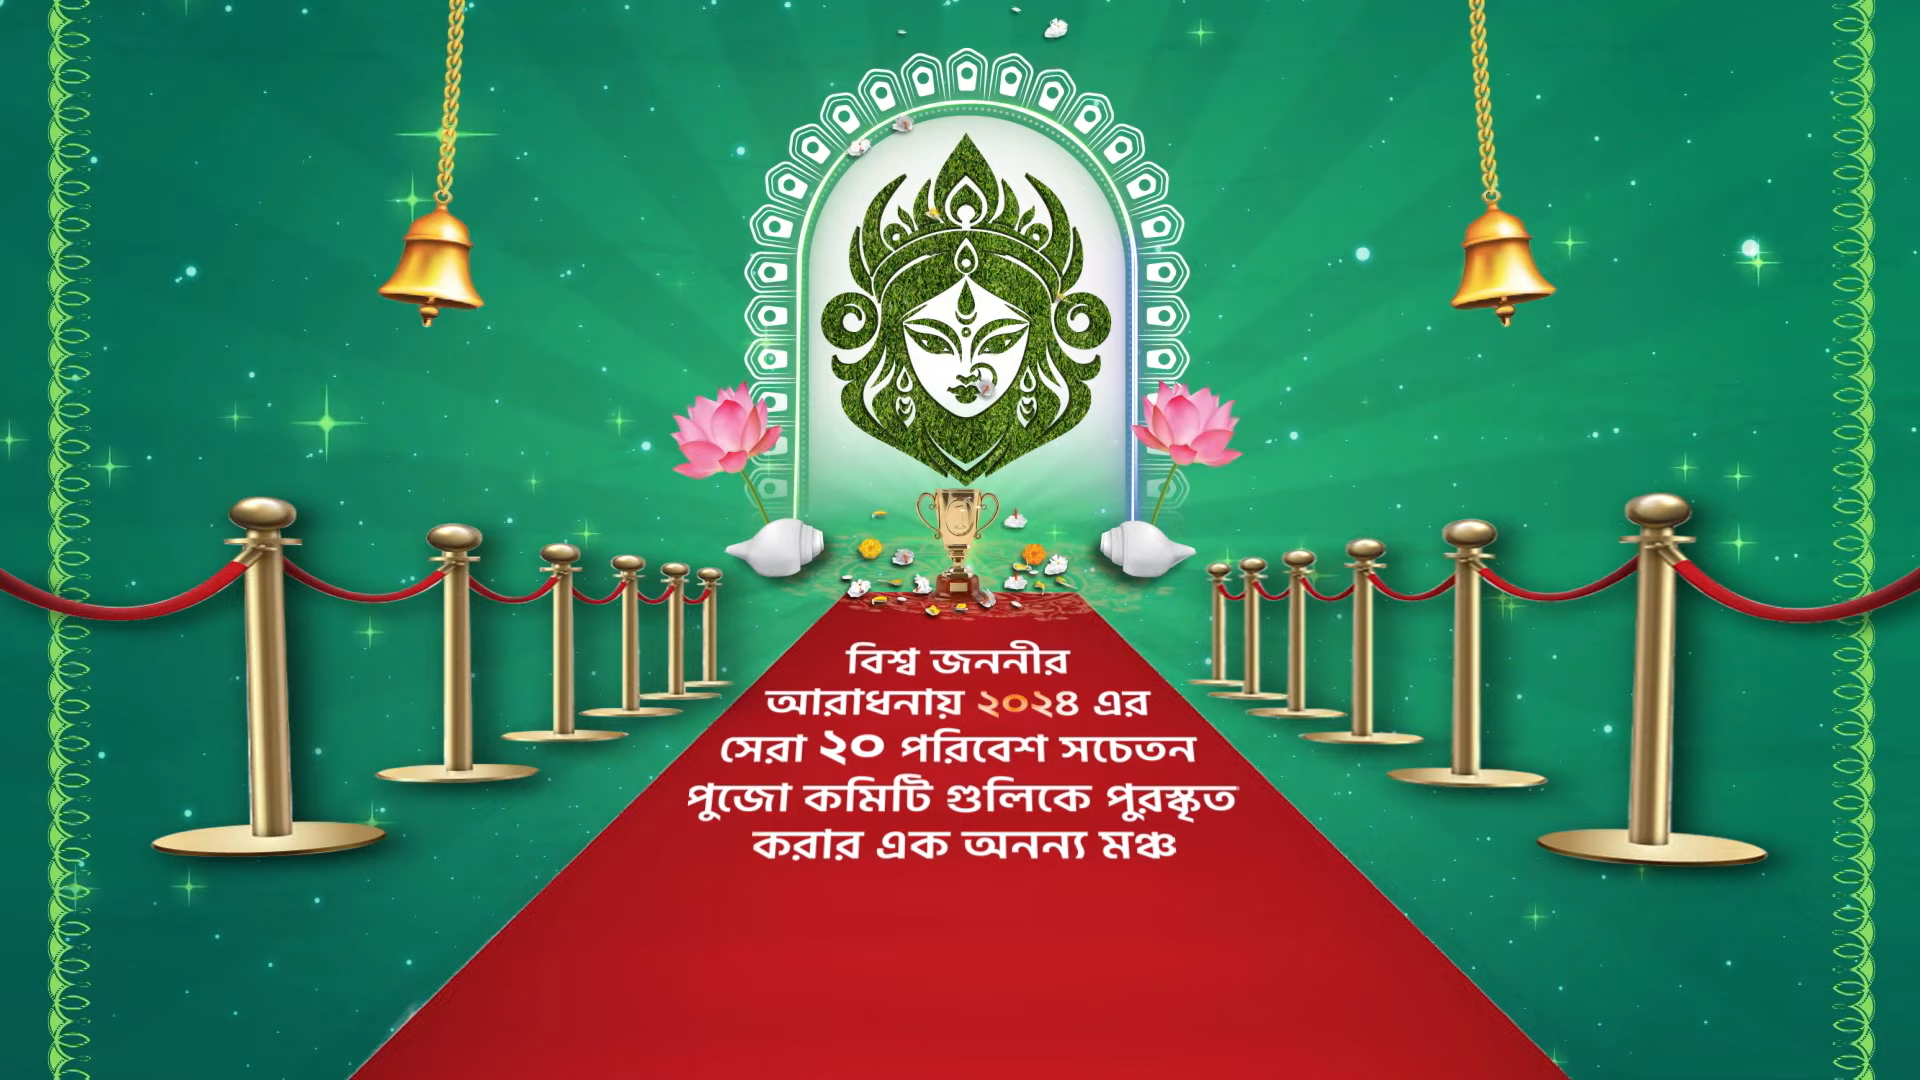 বিশ্ব জননীর
আরাধনায় ২০২৪ এর
সেরা ২০ পরিবেশ সচেতন
পুজো কমিটি গুলিকে পুরস্কৃত
করার এক অনন্য মঞ্চ